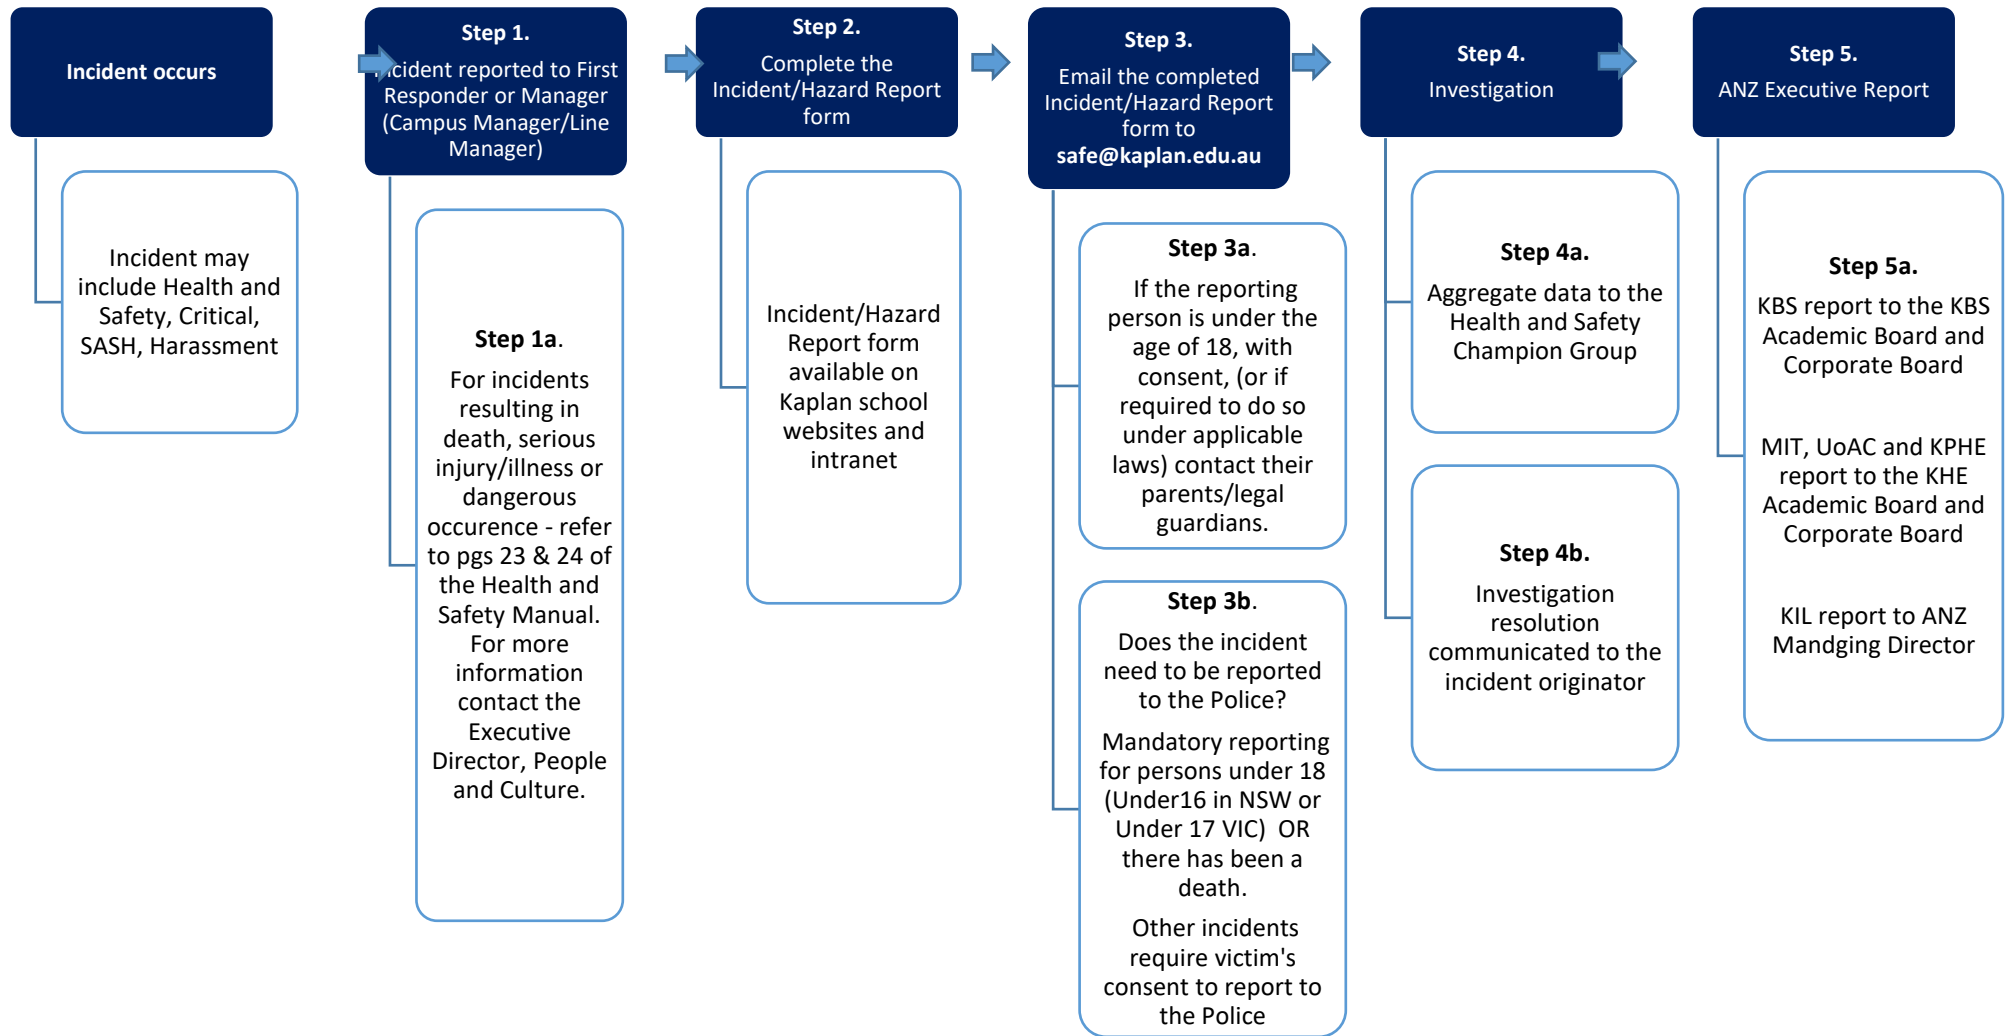 Incident occurs
Incident may
include Health and
Safety, Critical,
SASH, Harassment
Step 1.
Incident reported to First
Responder or Manager
(Campus Manager/Line
Manager)
Step 1a.
For incidents
resulting in
death, serious
injury/illness or
dangerous
occurence - refer
to pgs 23 & 24 of
the Health and
Safety Manual.
For more
information
contact the
Executive
Director, People
and Culture.
Step 2.
Complete the
Incident/Hazard Report
form
Incident/Hazard
Report form
available on
Kaplan school
websites and
intranet
Step 3.
Email the completed
Incident/Hazard Report
form to
safe@kaplan.edu.au
Step 3a.
If the reporting
person is under the
age of 18, with
consent, (or if
required to do so
under applicable
laws) contact their
parents/legal
guardians.
Step 3b.
Does the incident
need to be reported
to the Police?
Mandatory reporting
for persons under 18
(Under16 in NSW or
Under 17 VIC) OR
there has been a
death.
Other incidents
require victim's
consent to report to
the Police
Step 4.
Investigation
Step 4a.
Aggregate data to the
Health and Safety
Champion Group
Step 4b.
Investigation
resolution
communicated to the
incident originator
Step 5.
ANZ Executive Report
Step 5a.
KBS report to the KBS
Academic Board and
Corporate Board
MIT, UoAC and KPHE
report to the KHE
Academic Board and
Corporate Board
KIL report to ANZ
Mandging Director